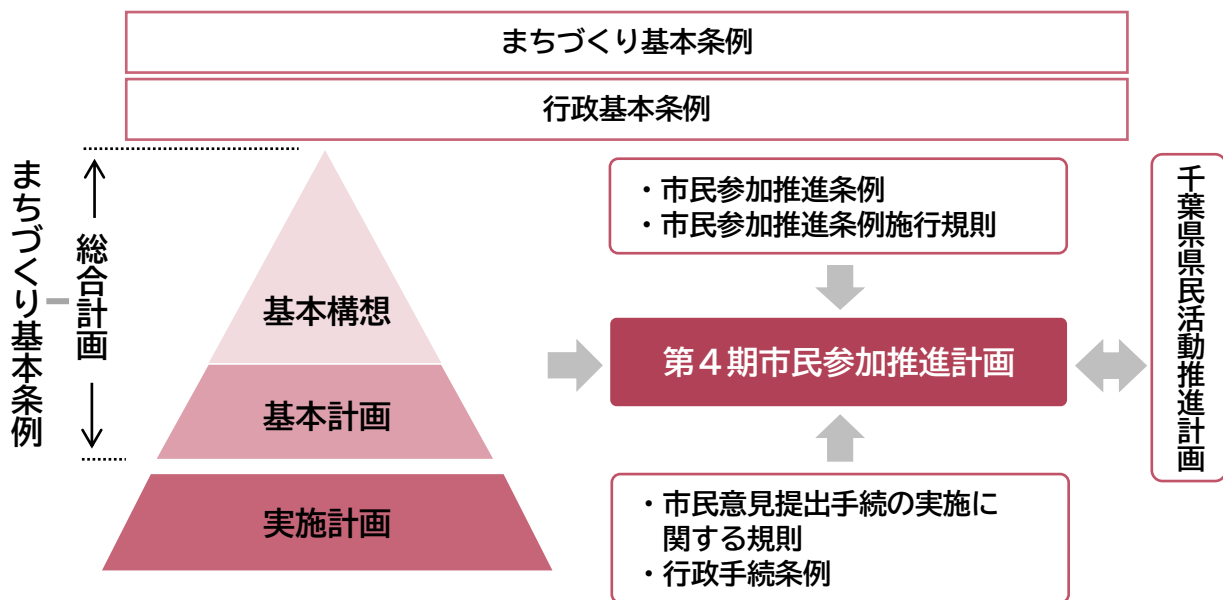 まちづくり基本条例
行政基本条例
まちづくり基本条例
総合計画
基本構想
基本計画
実施計画
・市民参加推進条例
・市民参加推進条例施行規則
第４期市民参加推進計画
・市民意見提出手続の実施に
関する規則
・行政手続条例
千葉県県民活動推進計画